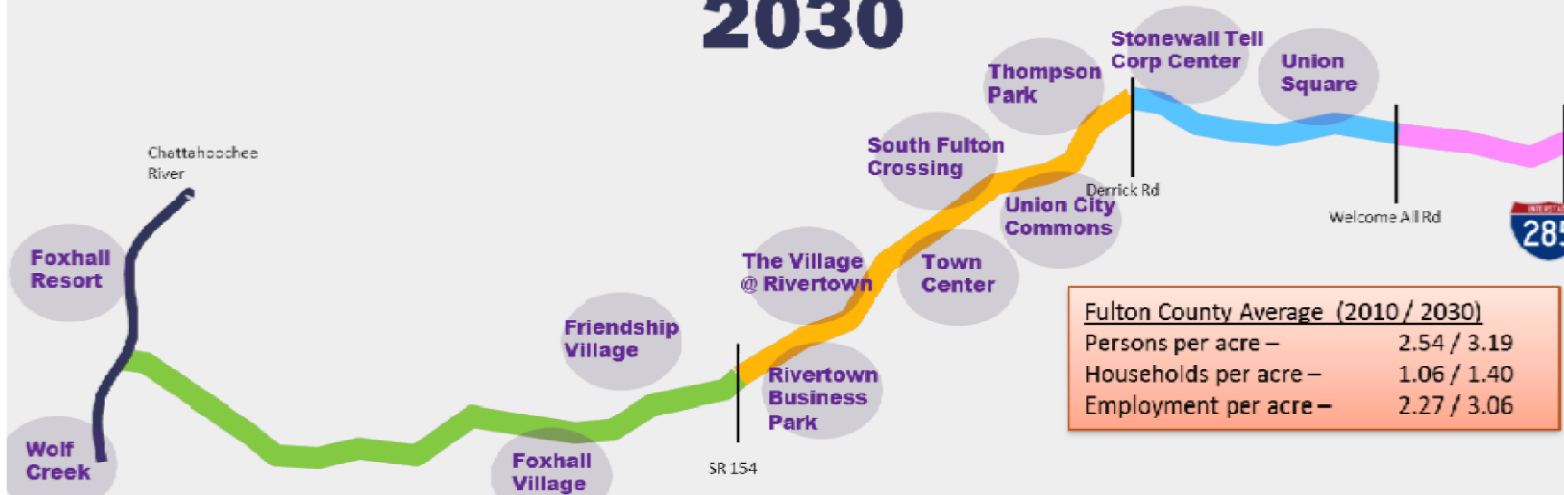 2030
Chattahoochee
River
Foxhall
Resort
Wolf
Creek
Friendship
Village
Foxhall
Village
SR 154
The Village
@ Rivertown
Rivertown
Business
Park
South Fulton
Crossing
Town
Center
Thompson
Park
Union City
Commons
Stonewall Tell
Corp Center
Derrick Rd
Union
Square
Welcome All Rd
285
Fulton County Average (2010 / 2030)
Persons per acre – 2.54 / 3.19
Households per acre – 1.06 / 1.40
Employment per acre – 2.27 / 3.06